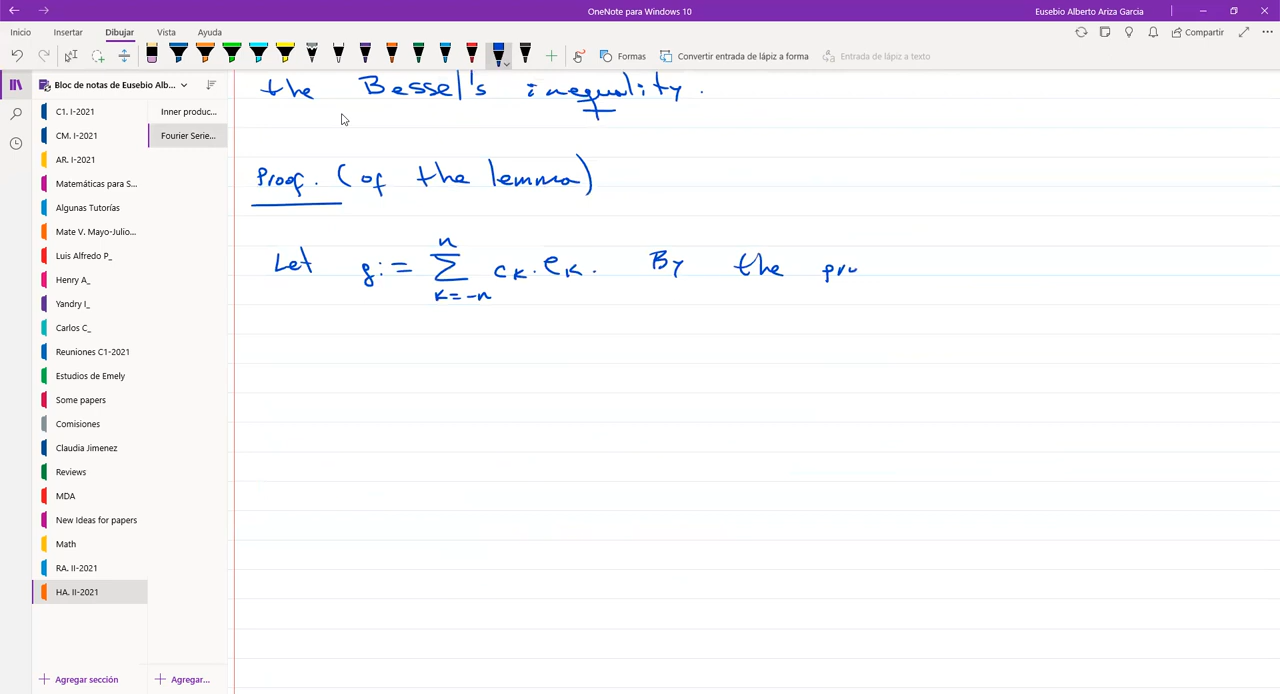 OneNote para Windows 10
Eusebio Alberto Ariza Garcia
Inicio
Insertar
Dibujar
Vista
Ayuda
Compartir
Formas
Convertir entrada de lápiz a forma
Entrada de lápiz a texto
Bloc de notas de Eusebio Alb...
C1. I-2021
CM. I-2021
AR. I-2021
Matemáticas para S...
Algunas Tutorías
Mate V. Mayo-Julio...
Luis Alfredo P_
Henry A_
Yandry I_
Carlos C_
Reuniones C1-2021
Estudios de Emely
Some papers
Comisiones
Claudia Jimenez
Reviews
MDA
New Ideas for papers
Math
RA. II-2021
HA. II-2021
Agregar sección
Inner produc...
Fourier Serie...
Agregar...
the Bessel's inequality.
Proof. (of the lemma)
Let g := \sum_{k=-n}^{n} c_k . e_k . By the pro